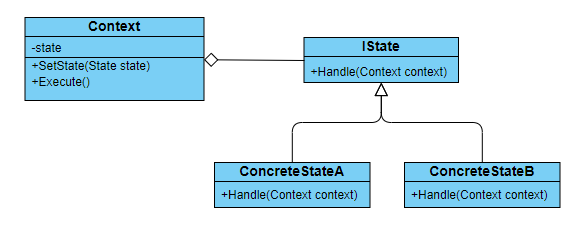 Context
-state
+SetState(State state)
+Execute()
IState
+Handle(Context context)
ConcreteStateA
+Handle(Context context)
ConcreteStateB
+Handle(Context context)